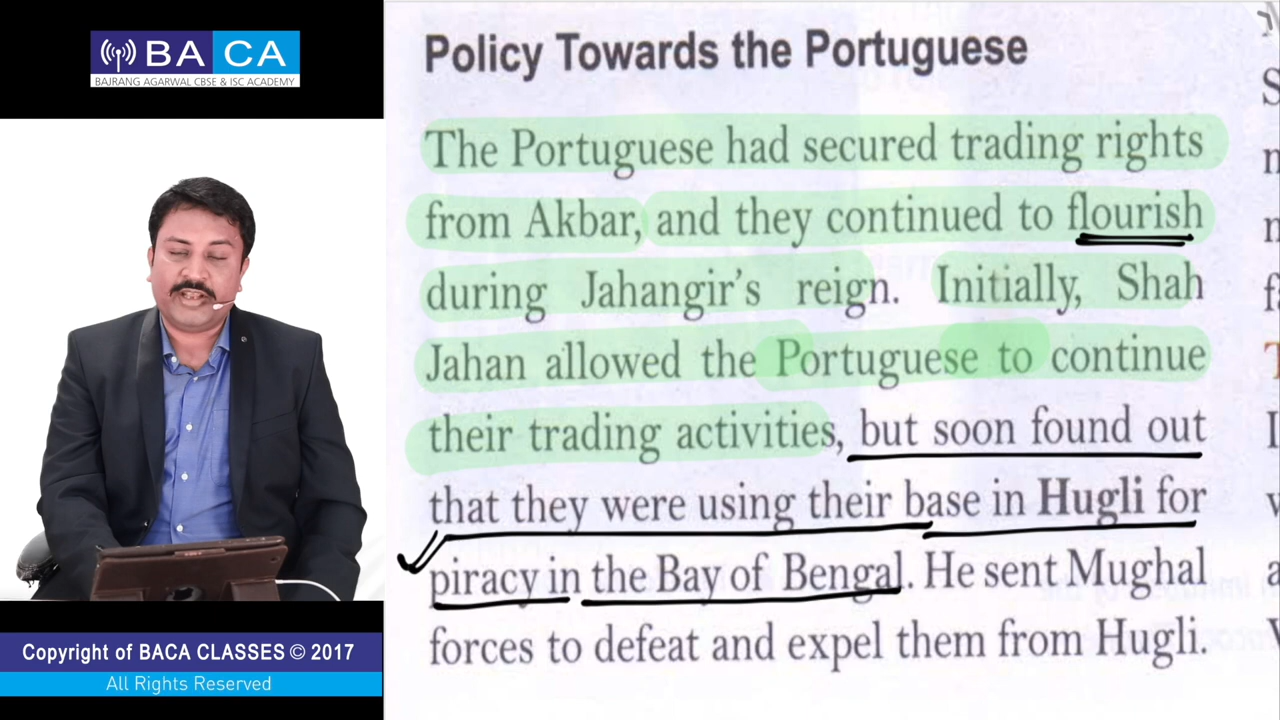 BACA
BAJRANG AGARWAL CBSE & ISC ACADEMY
Policy Towards the Portuguese
The Portuguese had secured trading rights
from Akbar, and they continued to flourish
during Jahangir's reign. Initially, Shah
Jahan allowed the Portuguese to continue
their trading activities, but soon found out
that they were using their base in Hugli for
piracy in the Bay of Bengal. He sent Mughal
forces to defeat and expel them from Hugli.
Copyright of BACA CLASSES © 2017
All Rights Reserved